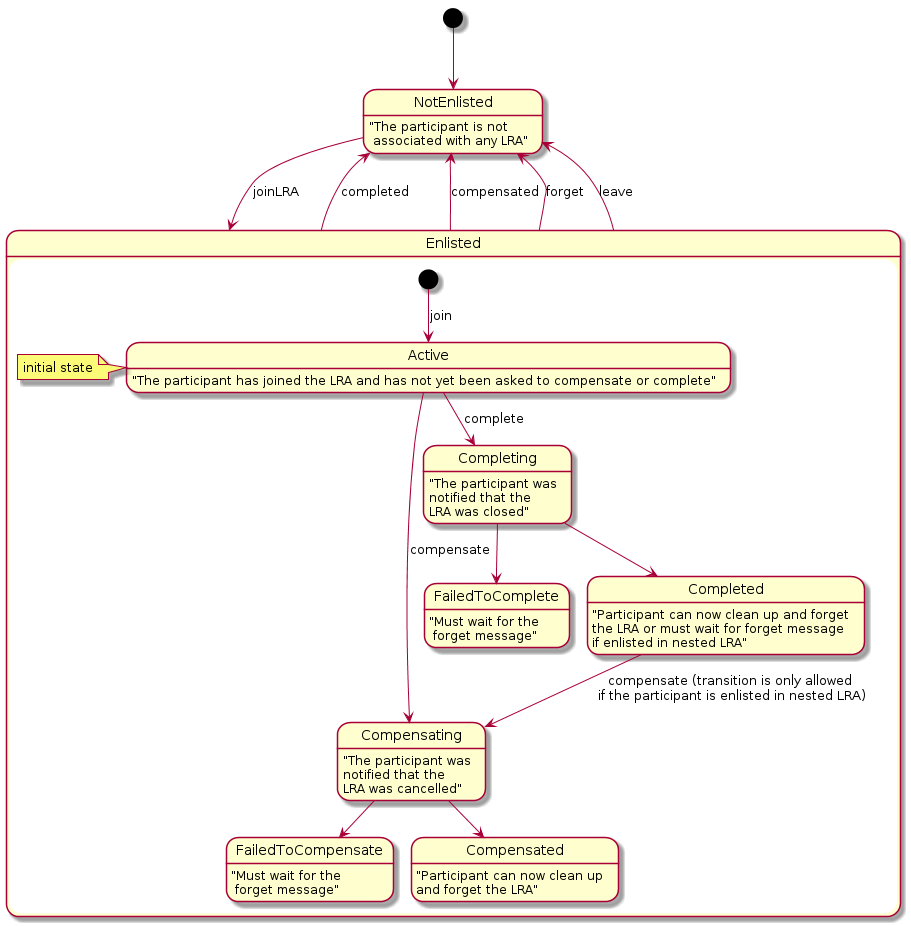 NotEnlisted
"The participant is not
associated with any LRA"
joinLRA
completed
compensated
forget
leave
Enlisted
join
initial state
Active
"The participant has joined the LRA and has not yet been asked to compensate or complete"
complete
Completing
"The participant was
notified that the
LRA was closed"
compensate
FailedToComplete
"Must wait for the
forget message"
Completed
"Participant can now clean up and forget
the LRA or must wait for forget message
if enlisted in nested LRA"
compensate (transition is only allowed
if the participant is enlisted in nested LRA)
Compensating
"The participant was
notified that the
LRA was cancelled"
FailedToCompensate
"Must wait for the
forget message"
Compensated
"Participant can now clean up
and forget the LRA"